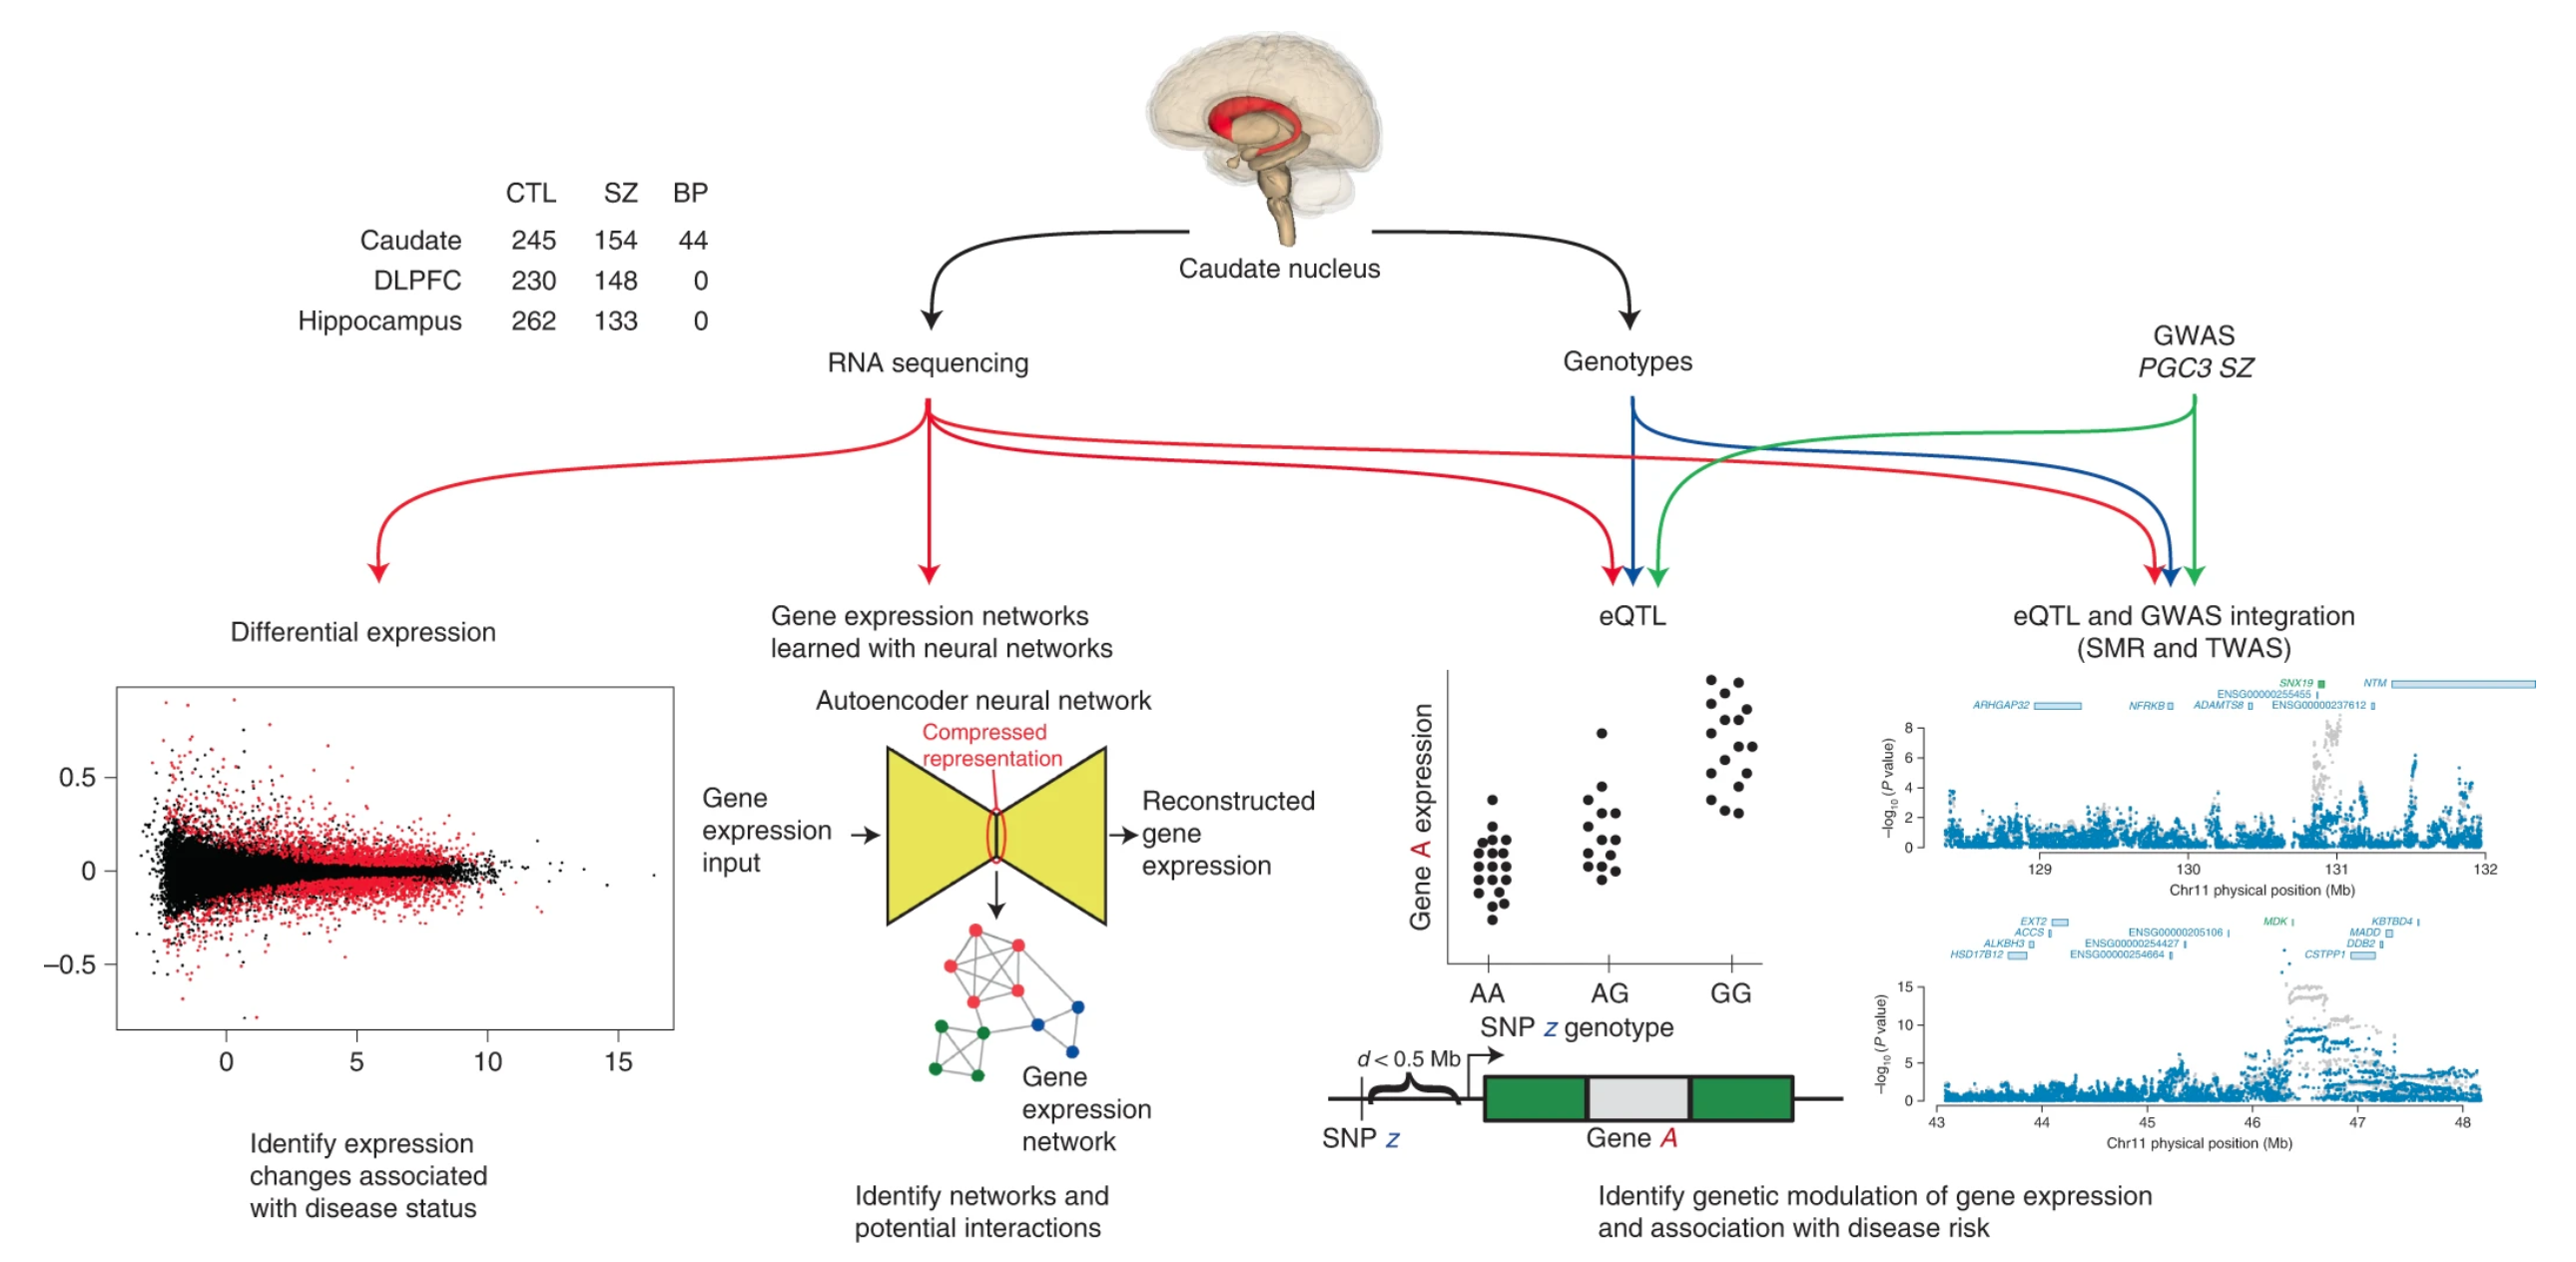 CTL SZ BP
Caudate 245 154 44
DLPFC 230 148 0
Hippocampus 262 133 0
Caudate nucleus
RNA sequencing
Genotypes
GWAS
PGC3 SZ
Differential expression
0.5
0
–0.5
0 5 10 15
Identify expression
changes associated
with disease status
Gene expression networks
learned with neural networks
Autoencoder neural network
Compressed
representation
Gene
expression
input
Reconstructed
gene
expression
Gene
expression
network
Identify networks and
potential interactions
eQTL
Gene A expression
AA AG GG
SNP z genotype
d < 0.5 Mb
SNP z
Gene A
eQTL and GWAS integration
(SMR and TWAS)
SNX19 NTM
ENSG00000255455
ARHGAP32 NFRKB ADAMTS8 ENSG00000237612
8
6
4
2
0
–log10 (P value)
129 130 131 132
Chr11 physical position (Mb)
EXT2 MDK KBTBD4
ACCS ENSG00000205106 MADD
ALKBH3 ENSG00000254427 DDB2
HSD17B12 ENSG00000254664 CSTPP1
15
10
5
0
–log10 (P value)
43 44 45 46 47 48
Chr11 physical position (Mb)
Identify genetic modulation of gene expression
and association with disease risk